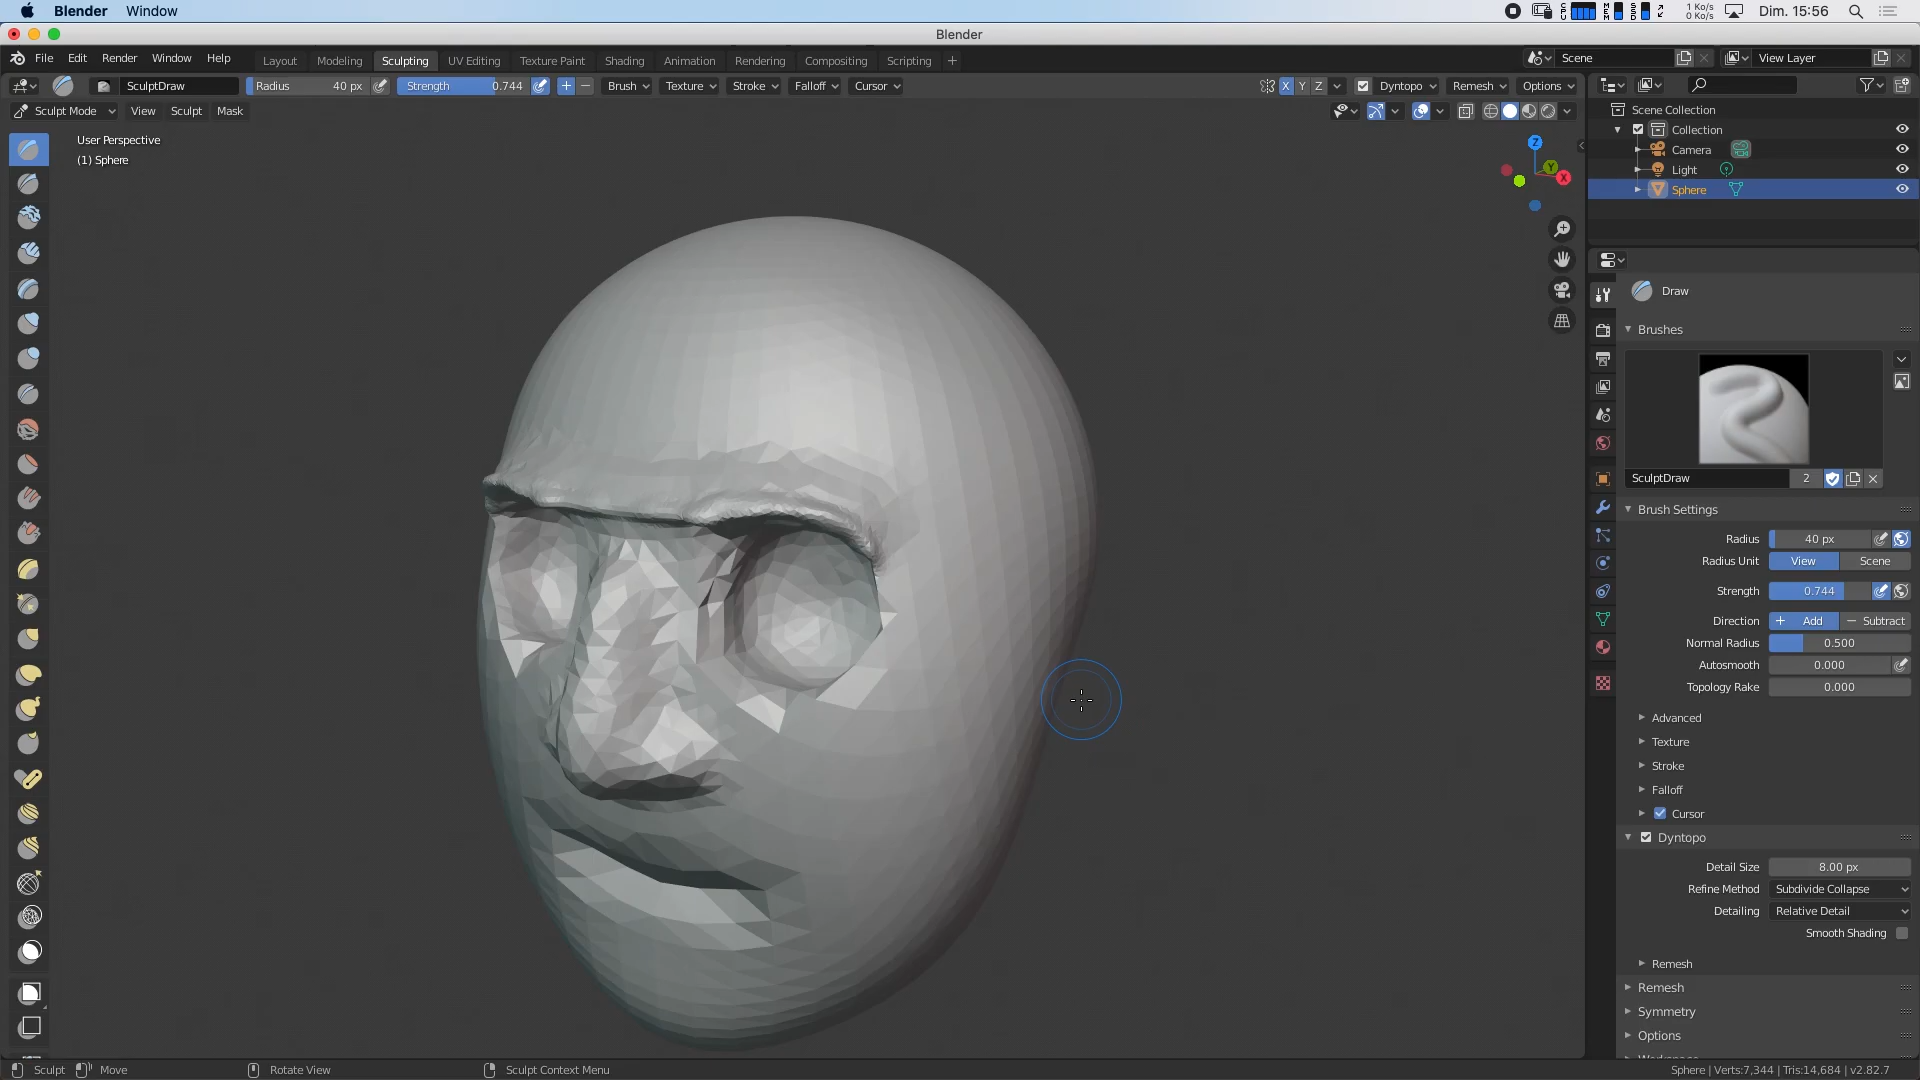 Blender Window
CPU MEM SSD 1 Ko/s 0 Ko/s Dim. 15:56
Blender
File Edit Render Window Help Layout Modeling Sculpting UV Editing Texture Paint Shading Animation Rendering Compositing Scripting + Scene View Layer
SculptDraw Radius 40 px Strength 0.744 + − Brush Texture Stroke Falloff Cursor X Y Z Dyntopo Remesh Options
Sculpt Mode View Sculpt Mask
User Perspective
(1) Sphere
Z
Y
X
Scene Collection
Collection
Camera
Light
Sphere
Draw
Brushes
SculptDraw 2
Brush Settings
Radius 40 px
Radius Unit View Scene
Strength 0.744
Direction + Add − Subtract
Normal Radius 0.500
Autosmooth 0.000
Topology Rake 0.000
Advanced
Texture
Stroke
Falloff
Cursor
Dyntopo
Detail Size 8.00 px
Refine Method Subdivide Collapse
Detailing Relative Detail
Smooth Shading
Remesh
Remesh
Symmetry
Options
Sculpt Move Rotate View Sculpt Context Menu Sphere | Verts:7,344 | Tris:14,684 | v2.82.7